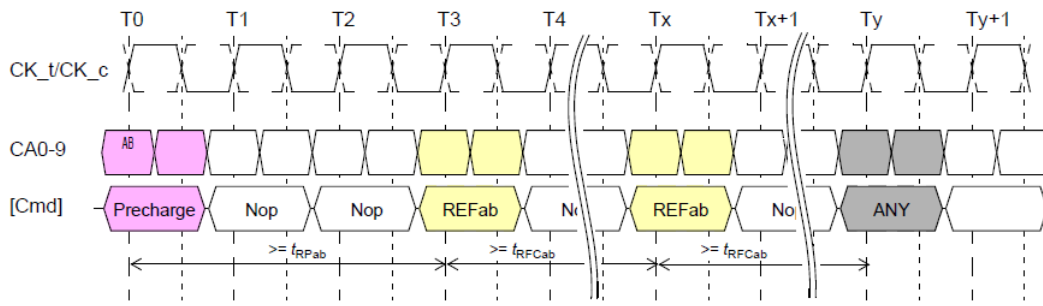 T0 T1 T2 T3 T4 Tx Tx+1 Ty Ty+1
CK_t/CK_c
CA0-9 AB
[Cmd] Precharge Nop Nop REFab REFab ANY
>= tRPab >= tRFCab >= tRFCab